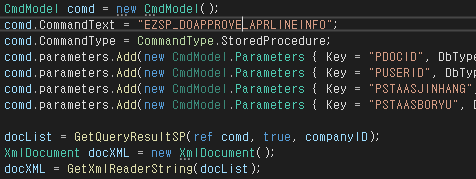 CmdModel comd = new CmdModel();
comd.CommandText = "EZSP_DOAPPROVE_APRLINEINFO";
comd.CommandType = CommandType.StoredProcedure;
comd.parameters.Add(new CmdModel.Parameters { Key = "PDOCID", DbType
comd.parameters.Add(new CmdModel.Parameters { Key = "PUSERID", DbTyp
comd.parameters.Add(new CmdModel.Parameters { Key = "PSTAASJINHANG",
comd.parameters.Add(new CmdModel.Parameters { Key = "PSTAASBORYU", D
docList = GetQueryResultSP(ref comd, true, companyID);
XmlDocument docXML = new XmlDocument();
docXML = GetXmlReaderString(docList);